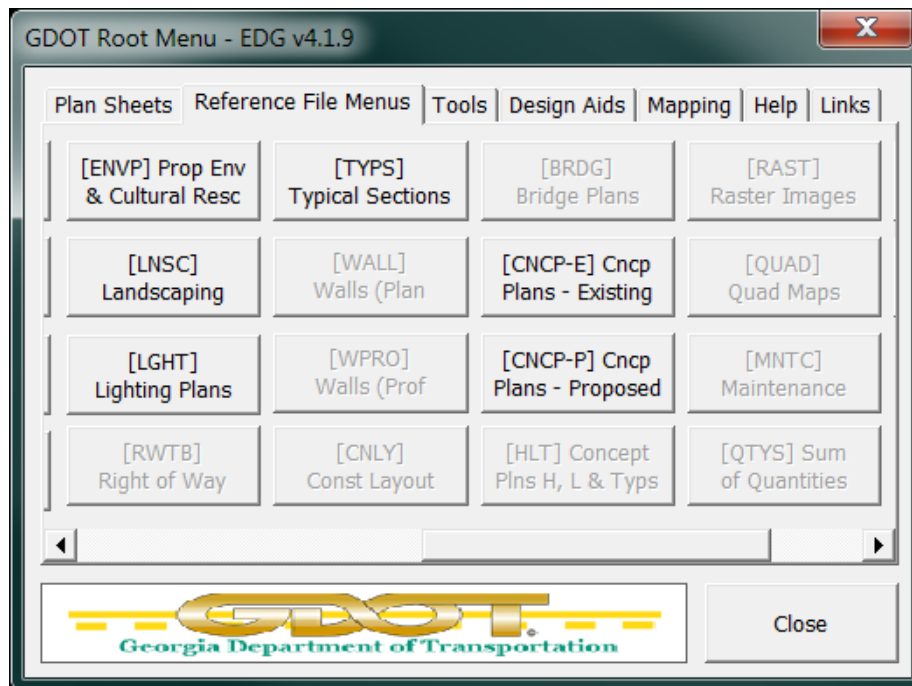 GDOT Root Menu - EDG v4.1.9
X
Plan Sheets Reference File Menus Tools Design Aids Mapping Help Links
[ENVP] Prop Env
& Cultural Resc
[TYPS]
Typical Sections
[BRDG]
Bridge Plans
[RAST]
Raster Images
[LNSC]
Landscaping
[WALL]
Walls (Plan
[CNCP-E] Cncp
Plans - Existing
[QUAD]
Quad Maps
[LGHT]
Lighting Plans
[WPRO]
Walls (Prof
[CNCP-P] Cncp
Plans - Proposed
[MNTC]
Maintenance
[RWTB]
Right of Way
[CNLY]
Const Layout
[HLT] Concept
Plns H, L & Typs
[QTYS] Sum
of Quantities
GDOT®
Georgia Department of Transportation
Close